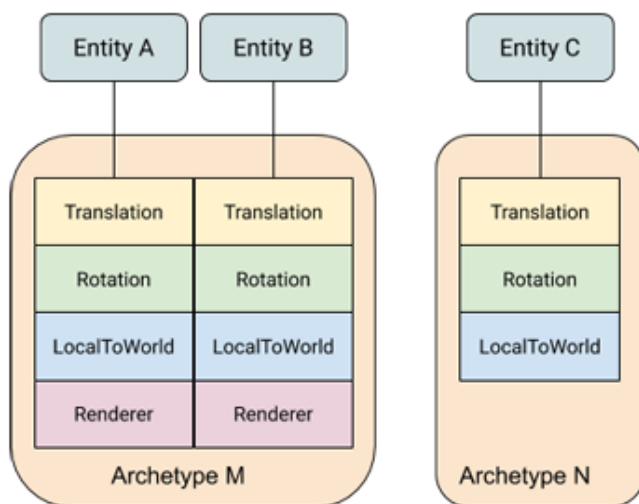 Entity A Entity B Entity C
Translation Translation Translation
Rotation Rotation Rotation
LocalToWorld LocalToWorld LocalToWorld
Renderer Renderer
Archetype M Archetype N